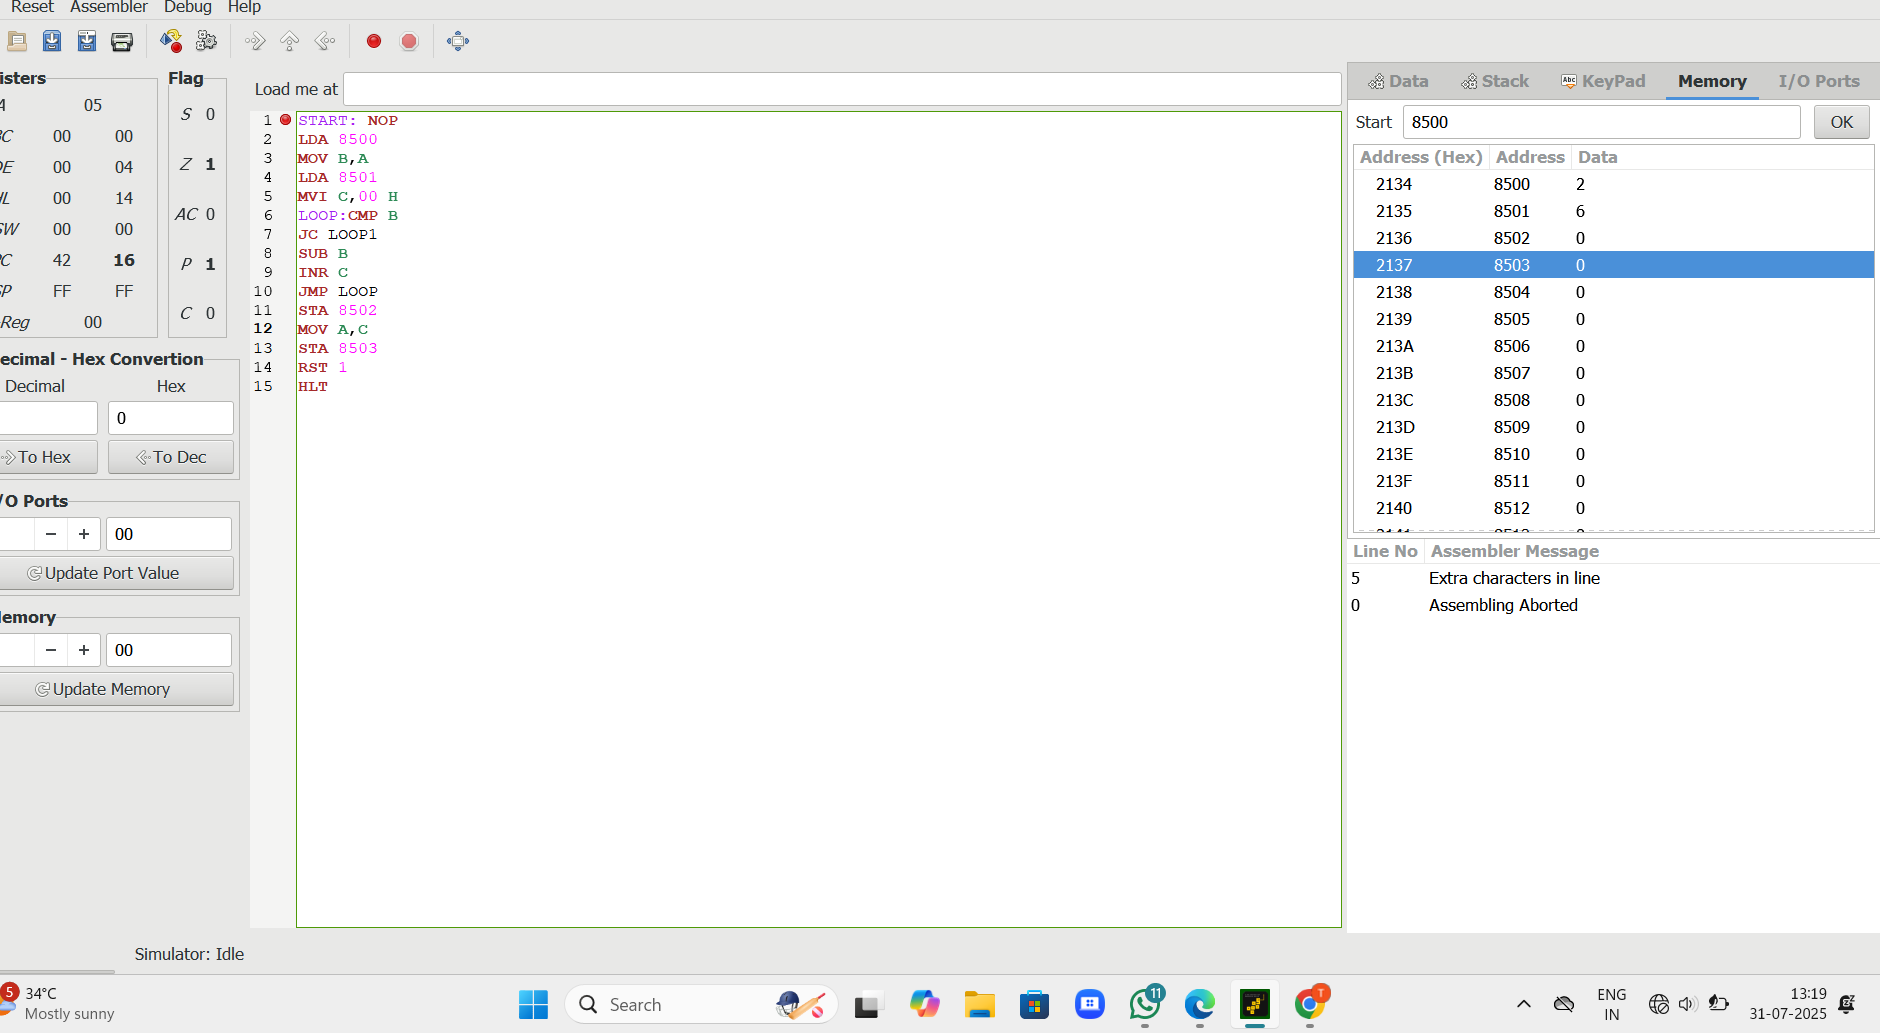 Reset Assembler Debug Help
isters
A 05
BC 00 00
DE 00 04
HL 00 14
SW 00 00
PC 42 16
SP FF FF
-Reg 00
Flag
S 0
Z 1
AC 0
P 1
C 0
ecimal - Hex Convertion
Decimal Hex
0
To Hex To Dec
I/O Ports
− + 00
Update Port Value
Memory
− + 00
Update Memory
Load me at
1 START: NOP
2 LDA 8500
3 MOV B,A
4 LDA 8501
5 MVI C,00 H
6 LOOP:CMP B
7 JC LOOP1
8 SUB B
9 INR C
10 JMP LOOP
11 STA 8502
12 MOV A,C
13 STA 8503
14 RST 1
15 HLT
Data Stack Abc KeyPad Memory I/O Ports
Start 8500 OK
Address (Hex) Address Data
2134 8500 2
2135 8501 6
2136 8502 0
2137 8503 0
2138 8504 0
2139 8505 0
213A 8506 0
213B 8507 0
213C 8508 0
213D 8509 0
213E 8510 0
213F 8511 0
2140 8512 0
2141 8513 0
Line No Assembler Message
5 Extra characters in line
0 Assembling Aborted
Simulator: Idle
5 34°C
Mostly sunny
Search
11
T
ENG
IN
13:19
31-07-2025